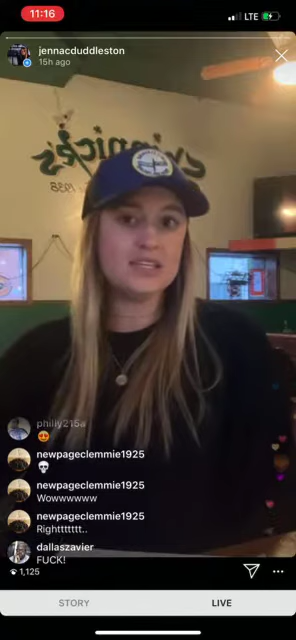 11:16
LTE
jennacduddleston
15h ago
philly215a
😍
newpageclemmie1925
💀
newpageclemmie1925
Wowwwwww
newpageclemmie1925
Righttttttt..
dallaszavier
FUCK!
1,125
STORY
LIVE